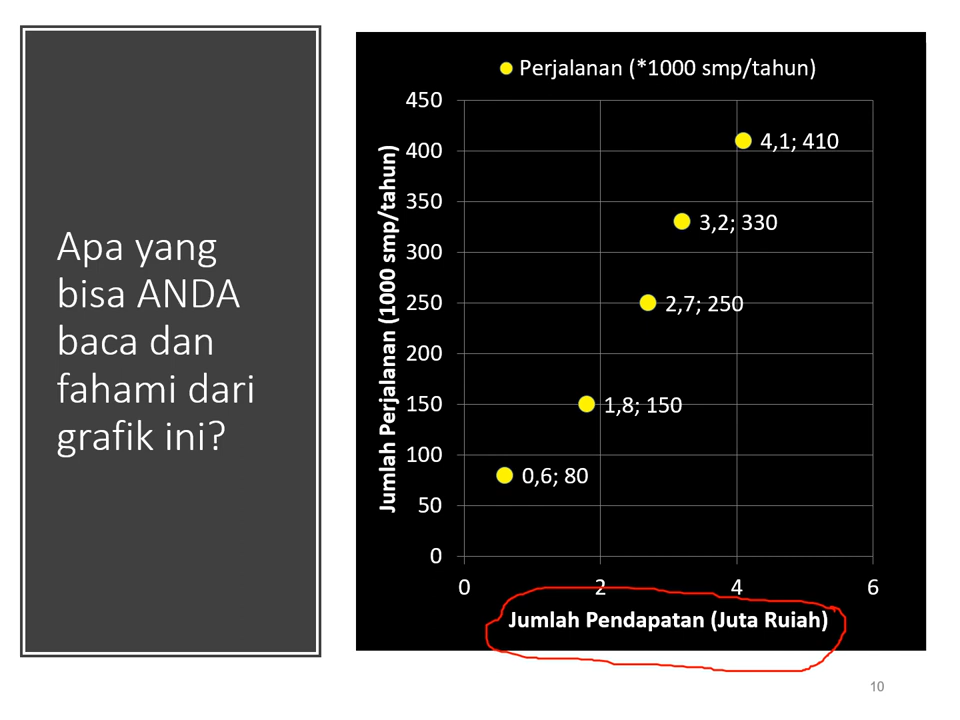 Apa yang
bisa ANDA
baca dan
fahami dari
grafik ini?
Perjalanan (*1000 smp/tahun)
Jumlah Perjalanan (1000 smp/tahun)
450
400
350
300
250
200
150
100
50
0
4,1; 410
3,2; 330
2,7; 250
1,8; 150
0,6; 80
0
2
4
6
Jumlah Pendapatan (Juta Ruiah)
10